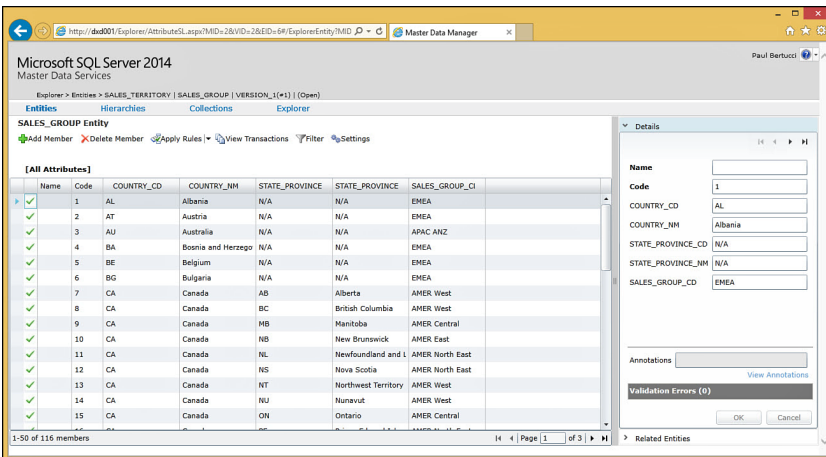 http://dxd001/Explorer/AttributeSL.aspx?MID=2&VID=2&EID=6#/ExplorerEntity?MID
Master Data Manager
Microsoft SQL Server 2014
Master Data Services
Paul Bertucci
Explorer > Entities > SALES_TERRITORY | SALES_GROUP | VERSION_1(#1) | (Open)
Entities Hierarchies Collections Explorer
SALES_GROUP Entity
Add Member Delete Member Apply Rules View Transactions Filter Settings
[All Attributes]
Name Code COUNTRY_CD COUNTRY_NM STATE_PROVINCE STATE_PROVINCE SALES_GROUP_CI
1 AL Albania N/A N/A EMEA
2 AT Austria N/A N/A EMEA
3 AU Australia N/A N/A APAC ANZ
4 BA Bosnia and Herzego N/A N/A EMEA
5 BE Belgium N/A N/A EMEA
6 BG Bulgaria N/A N/A EMEA
7 CA Canada AB Alberta AMER West
8 CA Canada BC British Columbia AMER West
9 CA Canada MB Manitoba AMER Central
10 CA Canada NB New Brunswick AMER East
11 CA Canada NL Newfoundland and L AMER North East
12 CA Canada NS Nova Scotia AMER North East
13 CA Canada NT Northwest Territory AMER West
14 CA Canada NU Nunavut AMER West
15 CA Canada ON Ontario AMER Central
1-50 of 116 members
Page 1 of 3
Details
Name
Code 1
COUNTRY_CD AL
COUNTRY_NM Albania
STATE_PROVINCE_CD N/A
STATE_PROVINCE_NM N/A
SALES_GROUP_CD EMEA
Annotations
View Annotations
Validation Errors (0)
OK Cancel
Related Entities